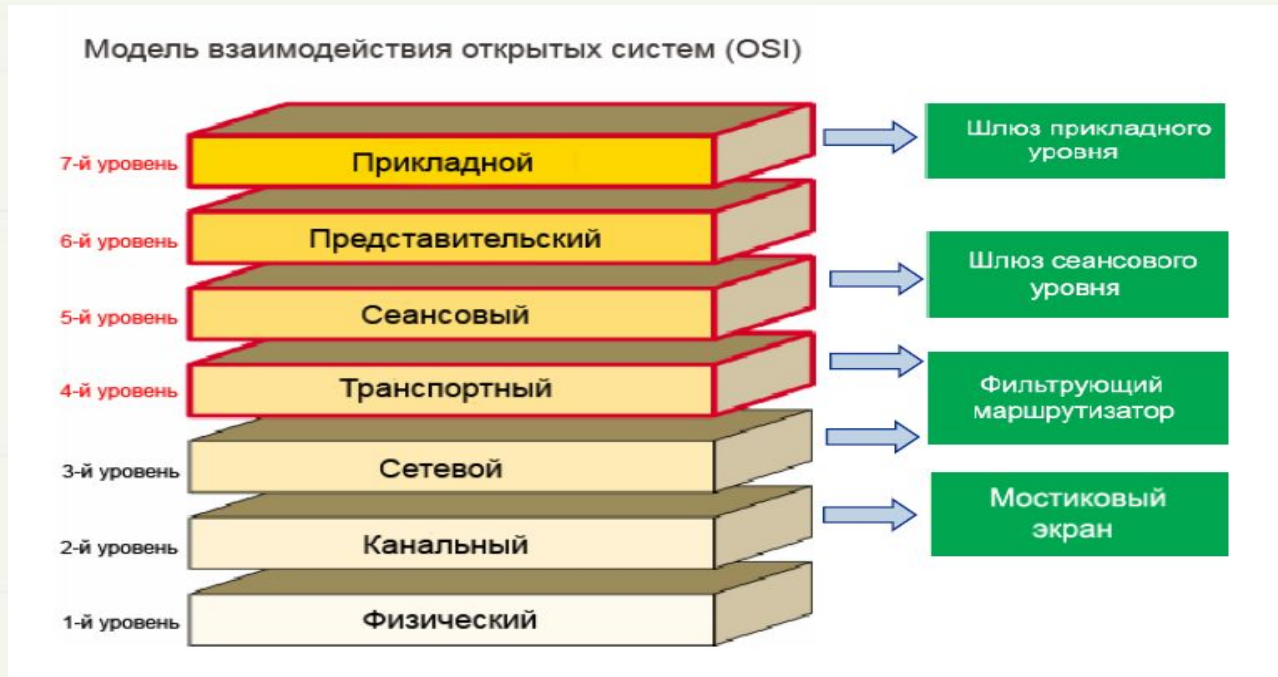 Модель взаимодействия открытых систем (OSI)
7-й уровень
Прикладной
Шлюз прикладного
уровня
6-й уровень
Представительский
5-й уровень
Сеансовый
Шлюз сеансового
уровня
4-й уровень
Транспортный
Фильтрующий
маршрутизатор
3-й уровень
Сетевой
2-й уровень
Канальный
Мостиковый
экран
1-й уровень
Физический